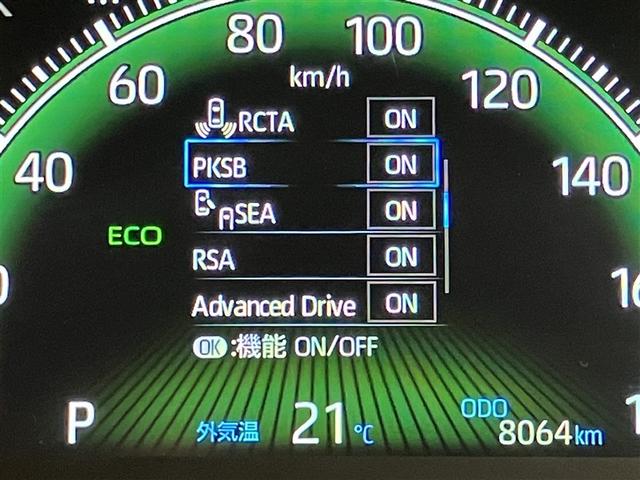 80
100
km/h
60
120
RCTA ON
40
PKSB ON
140
SEA ON
ECO
RSA ON
Advanced Drive ON
OK:機能 ON/OFF
P
外気温 21℃
ODO
8064km